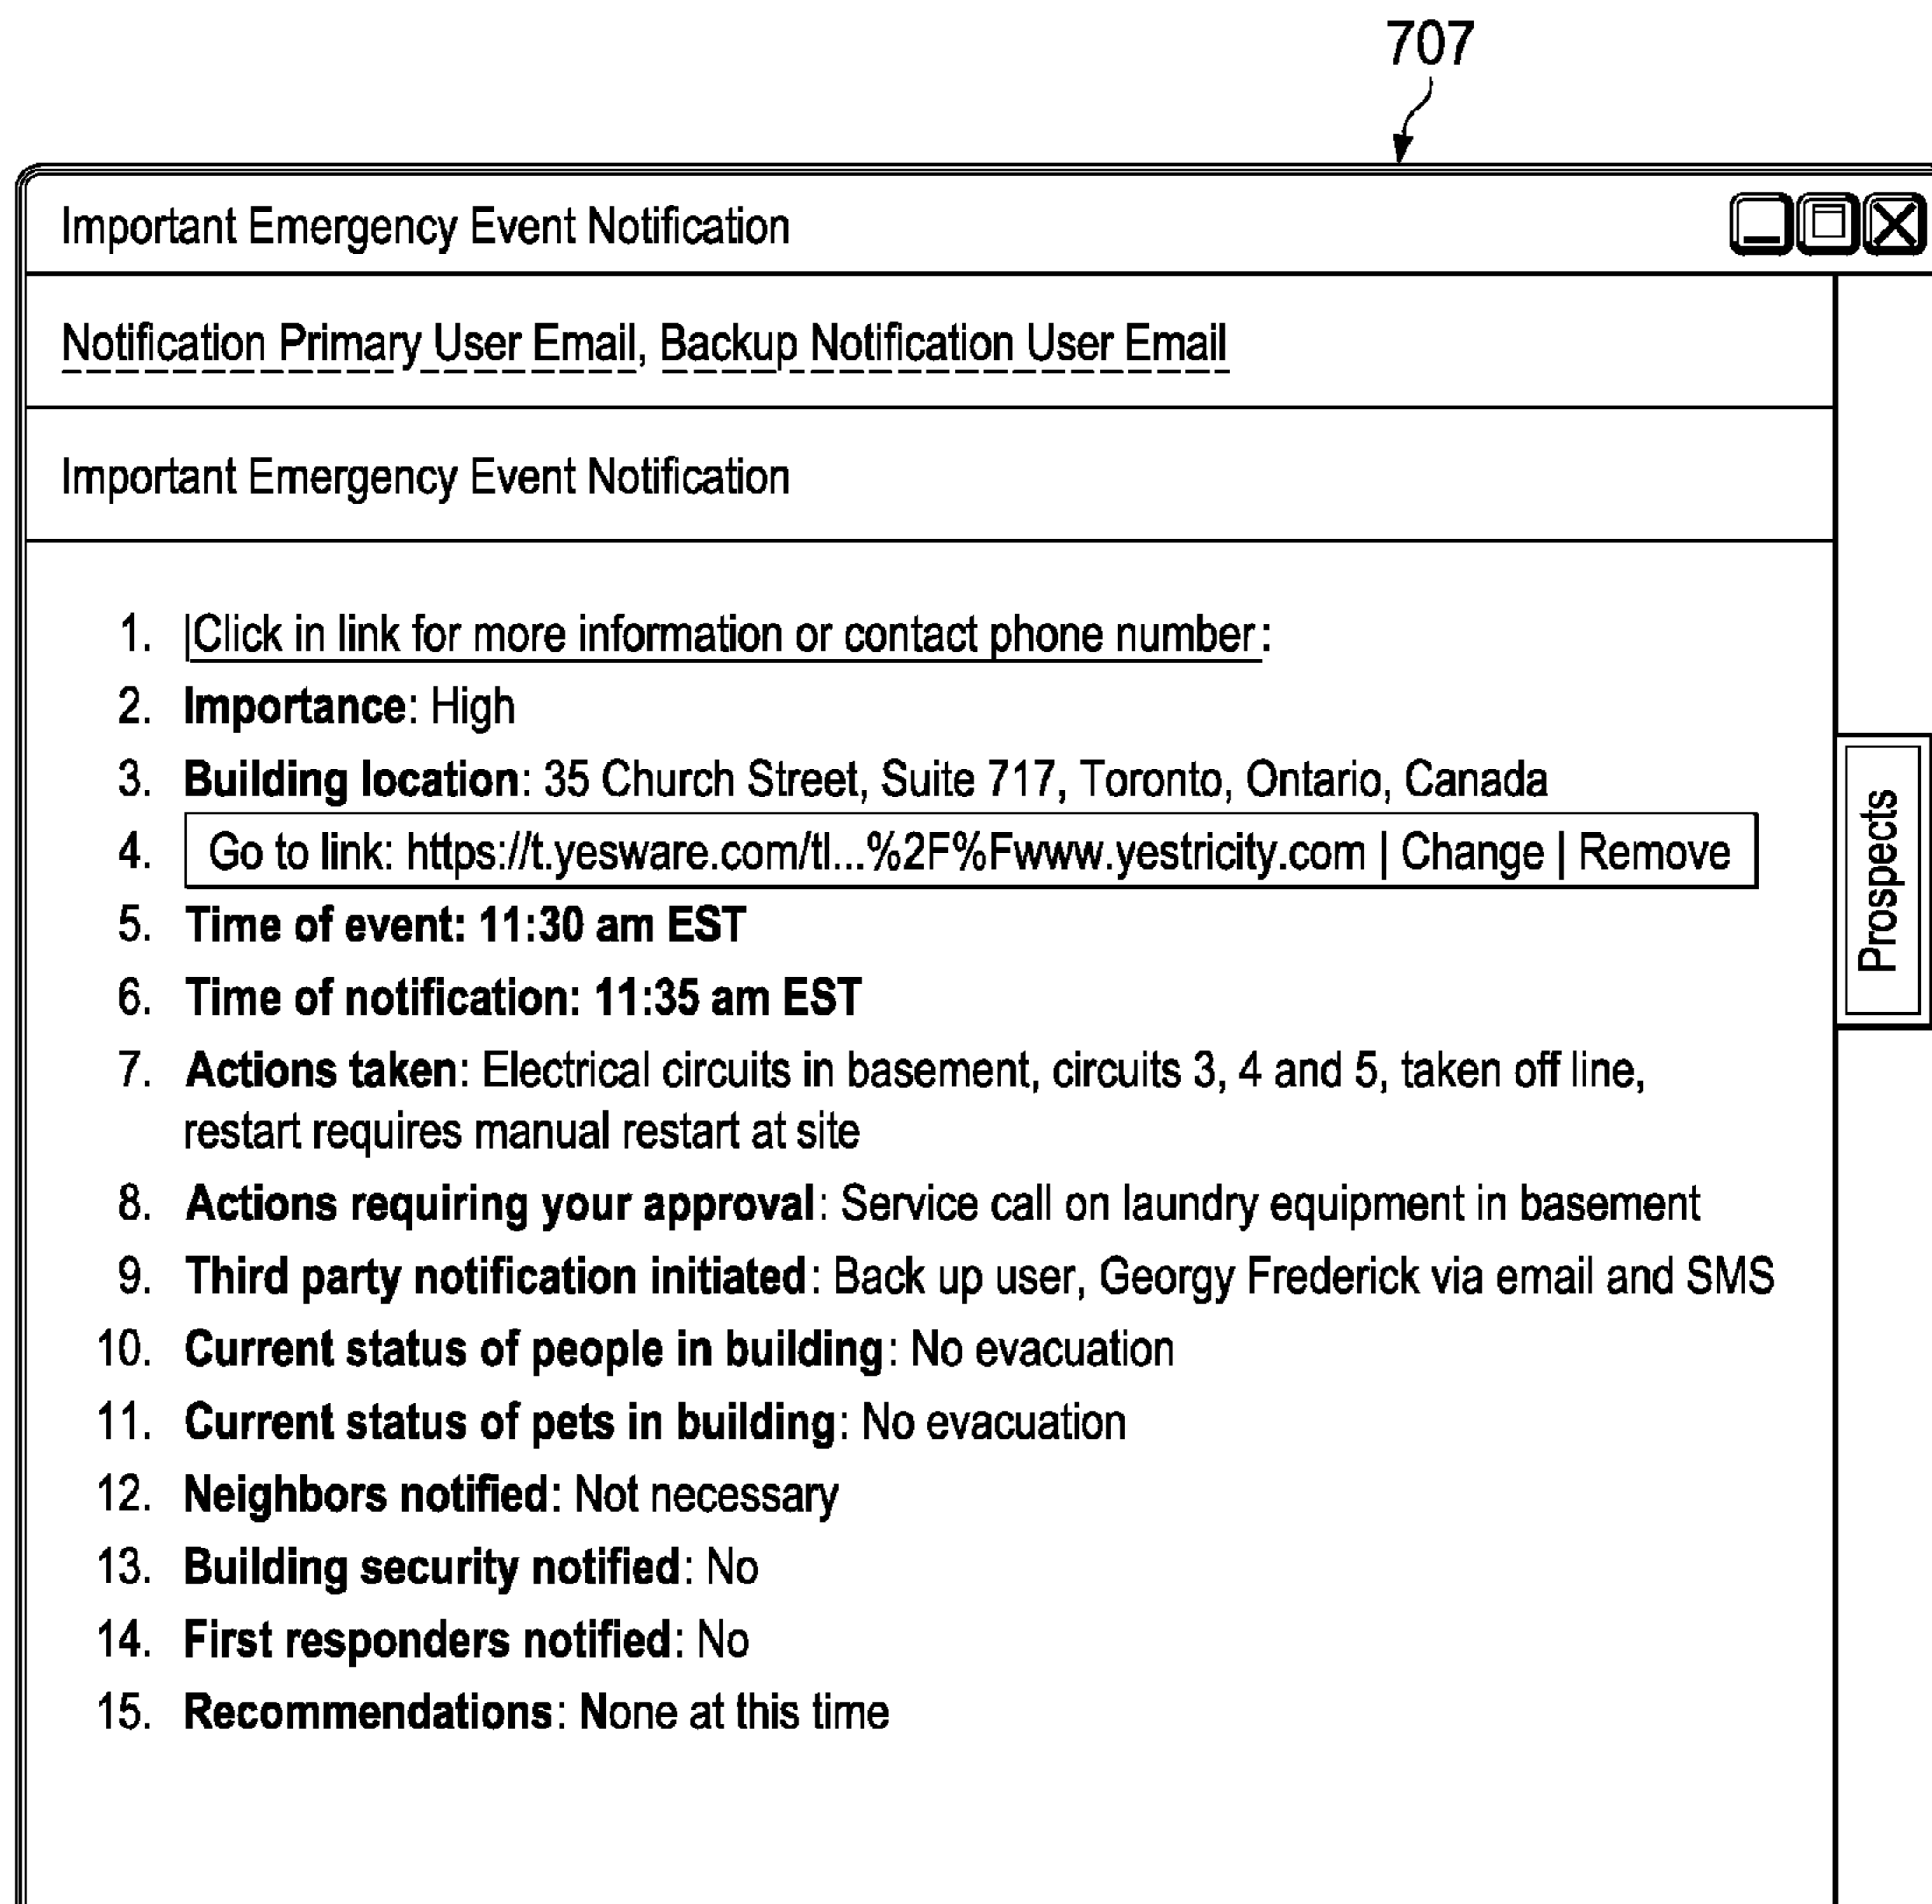 707
Important Emergency Event Notification
Notification Primary User Email, Backup Notification User Email
Important Emergency Event Notification
1. Click in link for more information or contact phone number:
2. Importance: High
3. Building location: 35 Church Street, Suite 717, Toronto, Ontario, Canada
4. Go to link: https://t.yesware.com/tl...%2F%Fwww.yestricity.com | Change | Remove
5. Time of event: 11:30 am EST
6. Time of notification: 11:35 am EST
7. Actions taken: Electrical circuits in basement, circuits 3, 4 and 5, taken off line,
restart requires manual restart at site
8. Actions requiring your approval: Service call on laundry equipment in basement
9. Third party notification initiated: Back up user, Georgy Frederick via email and SMS
10. Current status of people in building: No evacuation
11. Current status of pets in building: No evacuation
12. Neighbors notified: Not necessary
13. Building security notified: No
14. First responders notified: No
15. Recommendations: None at this time
Prospects